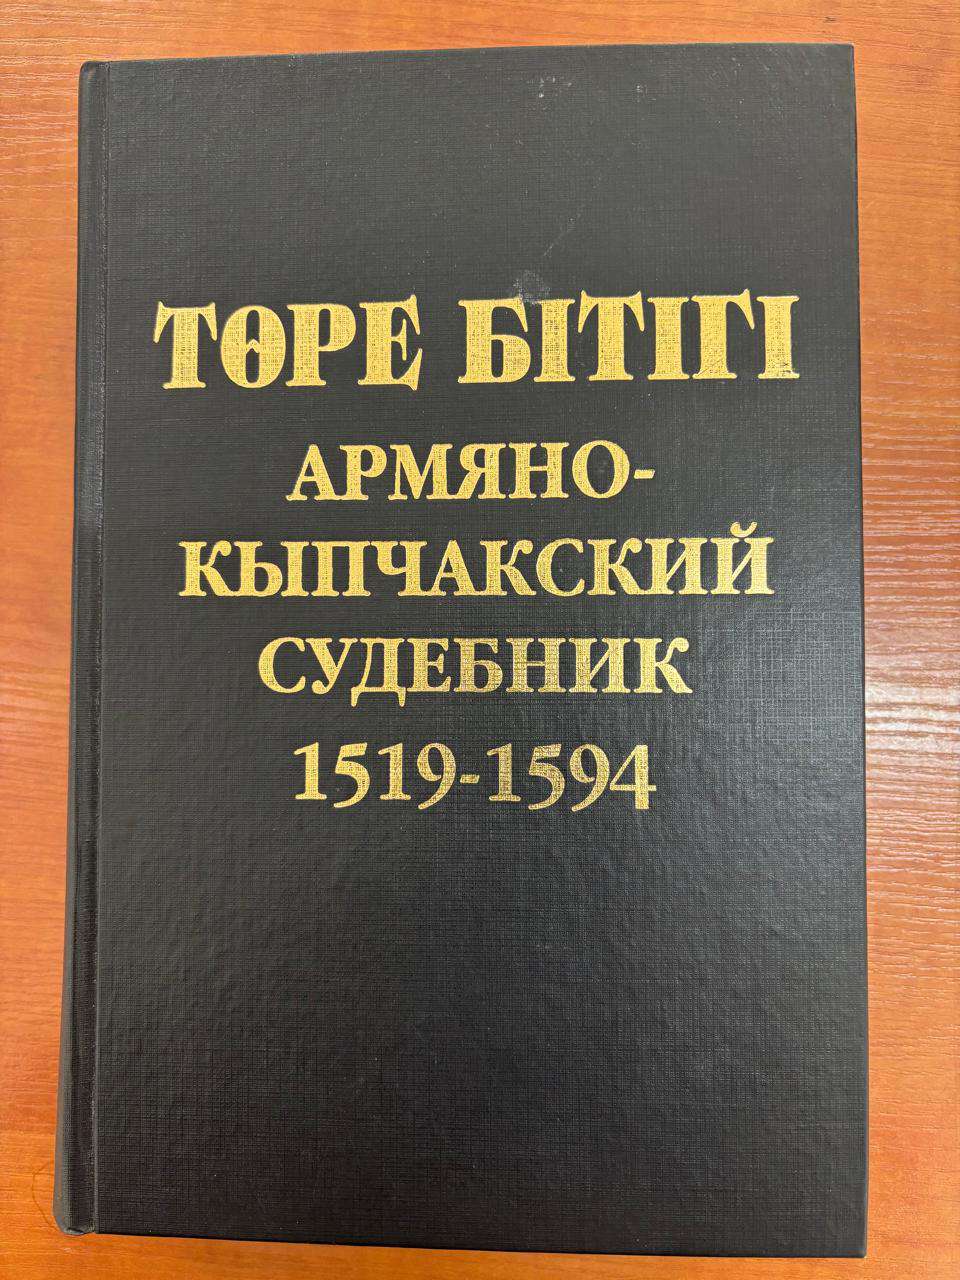 ТӨРЕ БІТІГІ
АРМЯНО-
КЫПЧАКСКИЙ
СУДЕБНИК
1519-1594